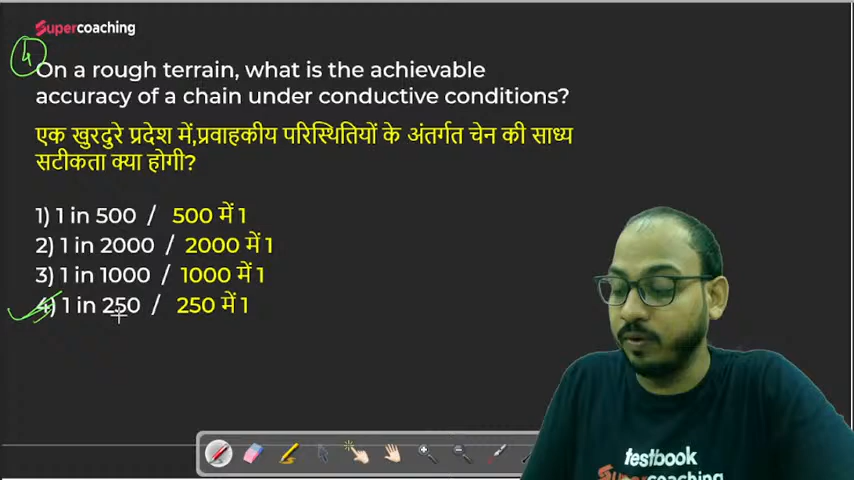 Supercoaching
4
On a rough terrain, what is the achievable
accuracy of a chain under conductive conditions?
एक खुरदुरे प्रदेश में,प्रवाहकीय परिस्थितियों के अंतर्गत चेन की साध्य
सटीकता क्या होगी?
1) 1 in 500 / 500 में 1
2) 1 in 2000 / 2000 में 1
3) 1 in 1000 / 1000 में 1
4) 1 in 250 / 250 में 1
testbook
Supercoaching